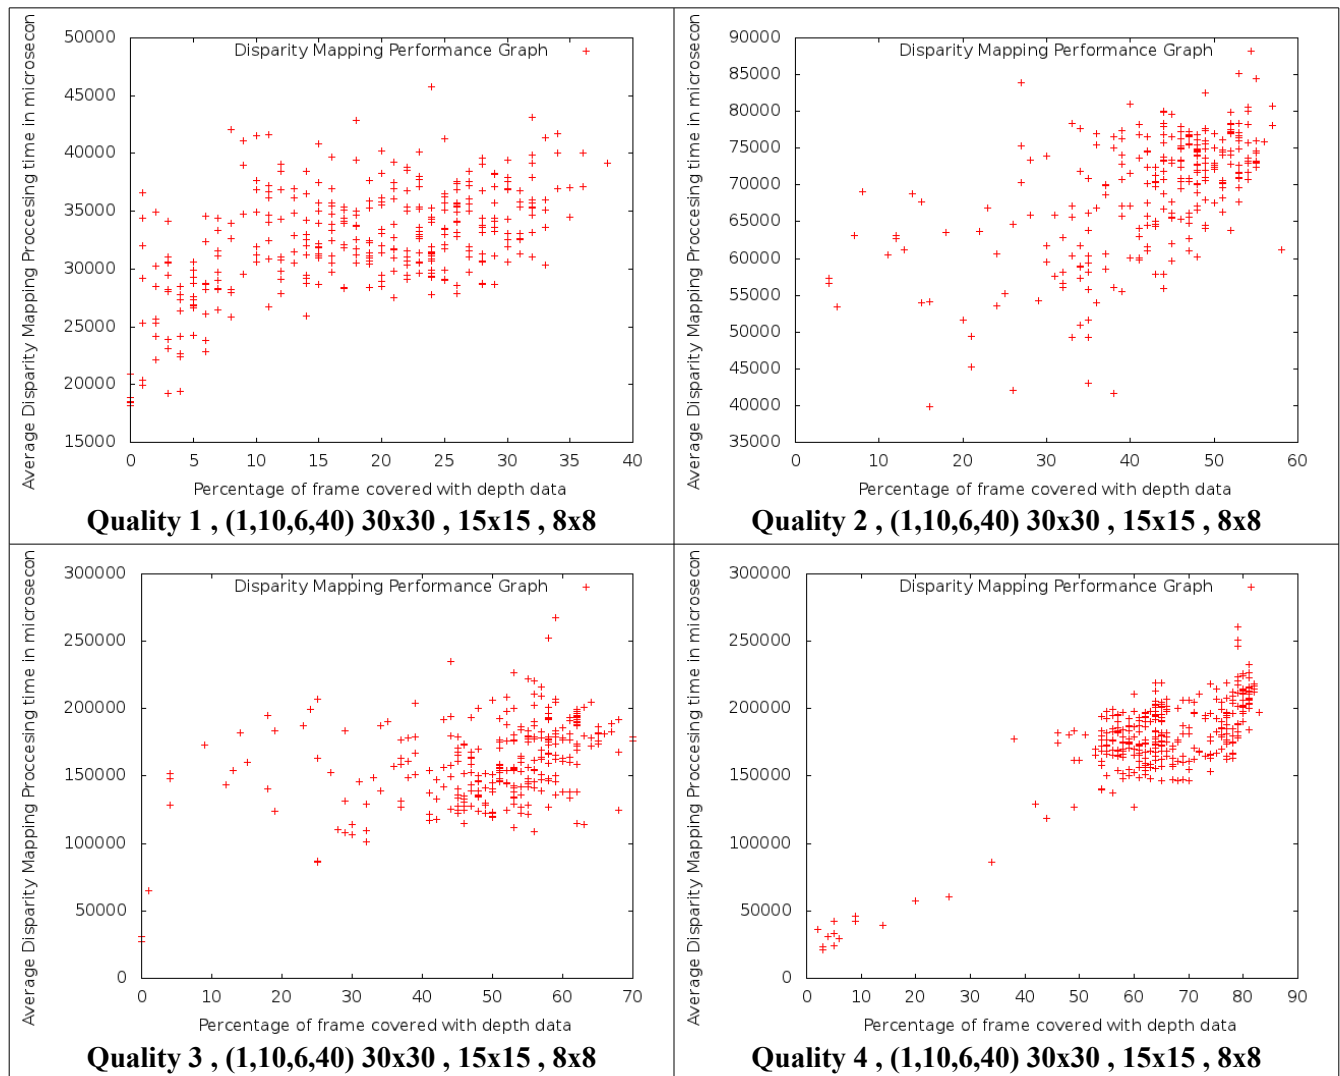 Disparity Mapping Performance Graph
Average Disparity Mapping Proccesing time in microsecon
50000
45000
40000
35000
30000
25000
20000
15000
0 5 10 15 20 25 30 35 40
Percentage of frame covered with depth data
Quality 1 , (1,10,6,40) 30x30 , 15x15 , 8x8
Disparity Mapping Performance Graph
Average Disparity Mapping Proccesing time in microsecon
90000
85000
80000
75000
70000
65000
60000
55000
50000
45000
40000
35000
0 10 20 30 40 50 60
Percentage of frame covered with depth data
Quality 2 , (1,10,6,40) 30x30 , 15x15 , 8x8
Disparity Mapping Performance Graph
Average Disparity Mapping Proccesing time in microsecon
300000
250000
200000
150000
100000
50000
0
0 10 20 30 40 50 60 70
Percentage of frame covered with depth data
Quality 3 , (1,10,6,40) 30x30 , 15x15 , 8x8
Disparity Mapping Performance Graph
Average Disparity Mapping Proccesing time in microsecon
300000
250000
200000
150000
100000
50000
0
0 10 20 30 40 50 60 70 80 90
Percentage of frame covered with depth data
Quality 4 , (1,10,6,40) 30x30 , 15x15 , 8x8